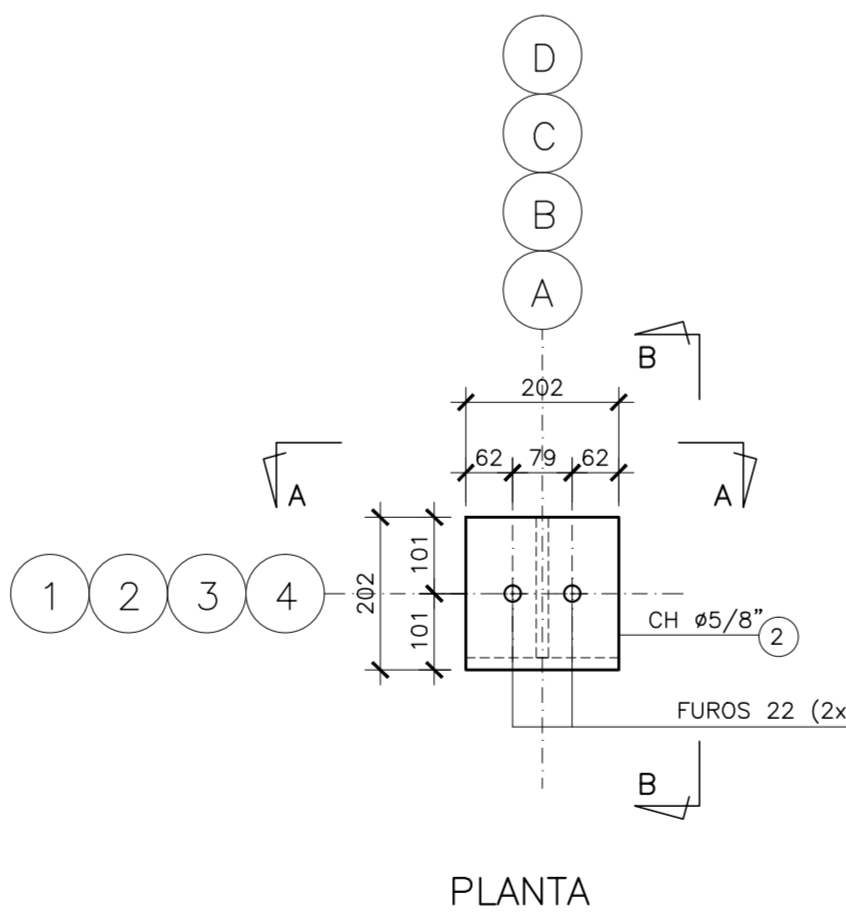 D
C
B
A
B
202
62 79 62
A A
101
202
1 2 3 4
101
CH ø5/8" 2
FUROS 22 (2x
B
PLANTA